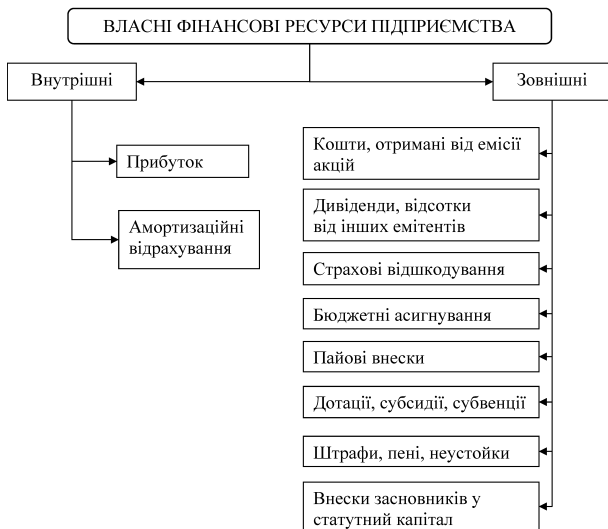 ВЛАСНІ ФІНАНСОВІ РЕСУРСИ ПІДПРИЄМСТВА
Внутрішні
Зовнішні
Прибуток
Амортизаційні
відрахування
Кошти, отримані від емісії
акцій
Дивіденди, відсотки
від інших емітентів
Страхові відшкодування
Бюджетні асигнування
Пайові внески
Дотації, субсидії, субвенції
Штрафи, пені, неустойки
Внески засновників у
статутний капітал